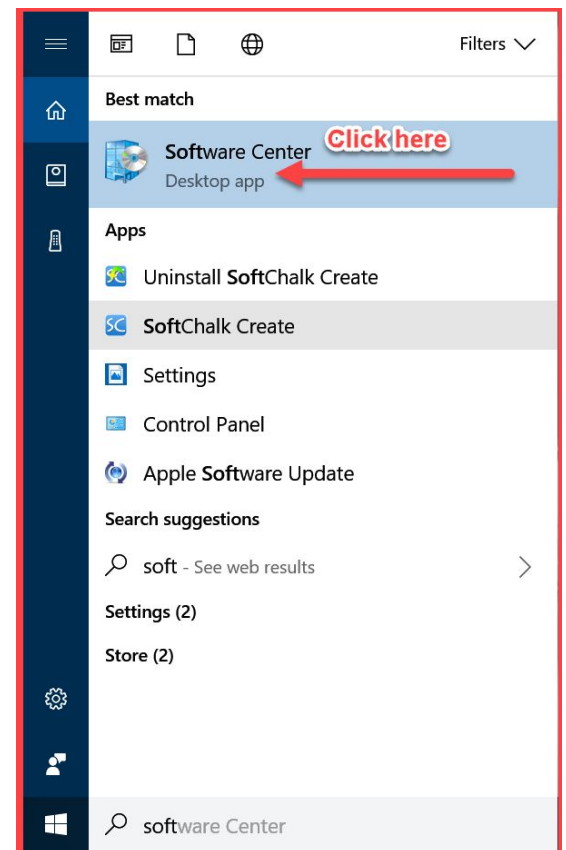 Filters
Best match
Software Center
Click here
Desktop app
Apps
Uninstall SoftChalk Create
SoftChalk Create
Settings
Control Panel
Apple Software Update
Search suggestions
soft - See web results
Settings (2)
Store (2)
software Center